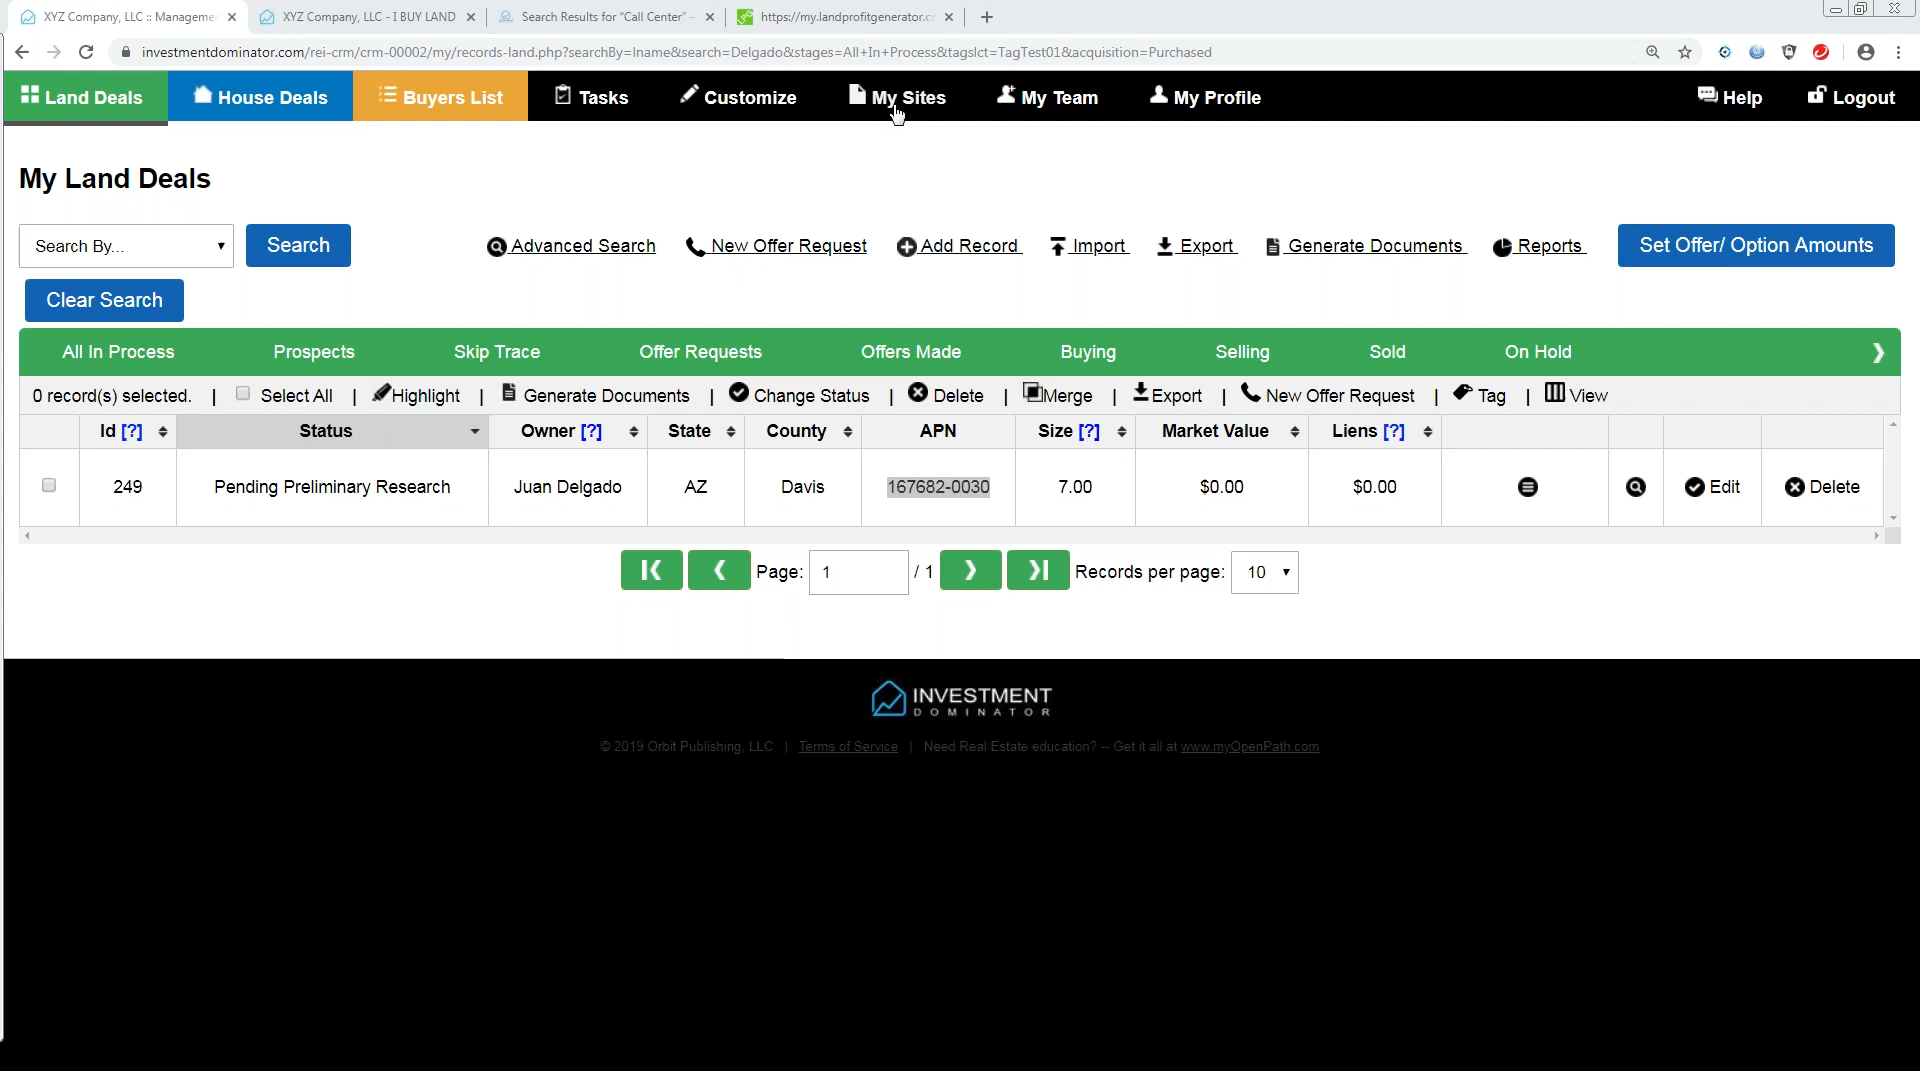 XYZ Company, LLC :: Managemen
XYZ Company, LLC - I BUY LAND
Search Results for "Call Center" -
https://my.landprofitgenerator.c
investmentdominator.com/rei-crm/crm-00002/my/records-land.php?searchBy=lname&search=Delgado&stages=All+In+Process&tagslct=TagTest01&acquisition=Purchased
Land Deals House Deals Buyers List Tasks Customize My Sites My Team My Profile Help Logout
My Land Deals
Search By... Search Advanced Search New Offer Request Add Record Import Export Generate Documents Reports Set Offer/ Option Amounts
Clear Search
All In Process Prospects Skip Trace Offer Requests Offers Made Buying Selling Sold On Hold
0 record(s) selected. | Select All | Highlight | Generate Documents | Change Status | Delete | Merge | Export | New Offer Request | Tag | View
Id [?] Status Owner [?] State County APN Size [?] Market Value Liens [?]
249 Pending Preliminary Research Juan Delgado AZ Davis 167682-0030 7.00 $0.00 $0.00 Edit Delete
Page: 1 / 1 Records per page: 10
INVESTMENT
DOMINATOR
© 2019 Orbit Publishing, LLC | Terms of Service | Need Real Estate education? -- Get it all at www.myOpenPath.com